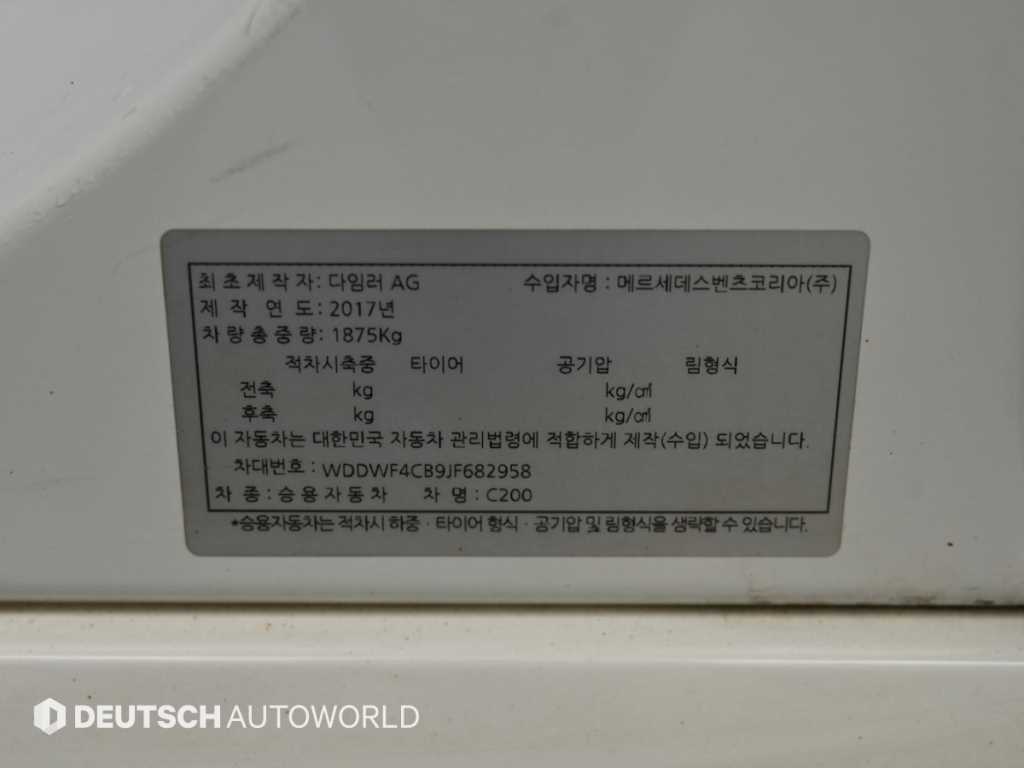 최초제작자: 다임러 AG 수입자명 : 메르세데스벤츠코리아(주)
제 작 연 도: 2017년
차량총중량: 1875Kg
적차시축중 타이어 공기압 림형식
전축 kg kg/㎠
후축 kg kg/㎠
이 자동차는 대한민국 자동차 관리법령에 적합하게 제작(수입) 되었습니다.
차대번호 : WDDWF4CB9JF682958
차 종 : 승용자동차 차 명 : C200
*승용자동차는 적차시 하중 · 타이어 형식 · 공기압 및 림형식을 생략할 수 있습니다.
DEUTSCH AUTOWORLD